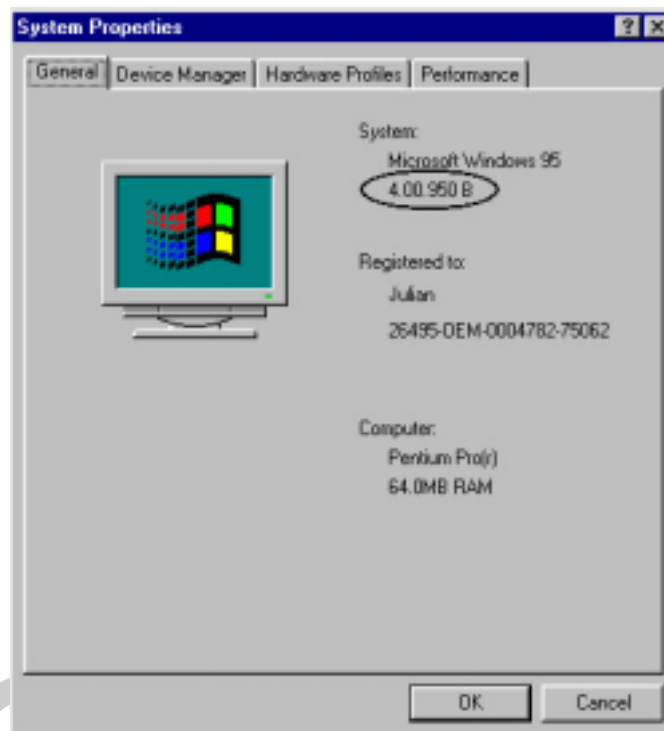 System Properties
General Device Manager Hardware Profiles Performance
System:
Microsoft Windows 95
4.00.950 B
Registered to:
Julian
26495-OEM-0004782-75062
Computer:
Pentium Pro(r)
64.0MB RAM
OK Cancel